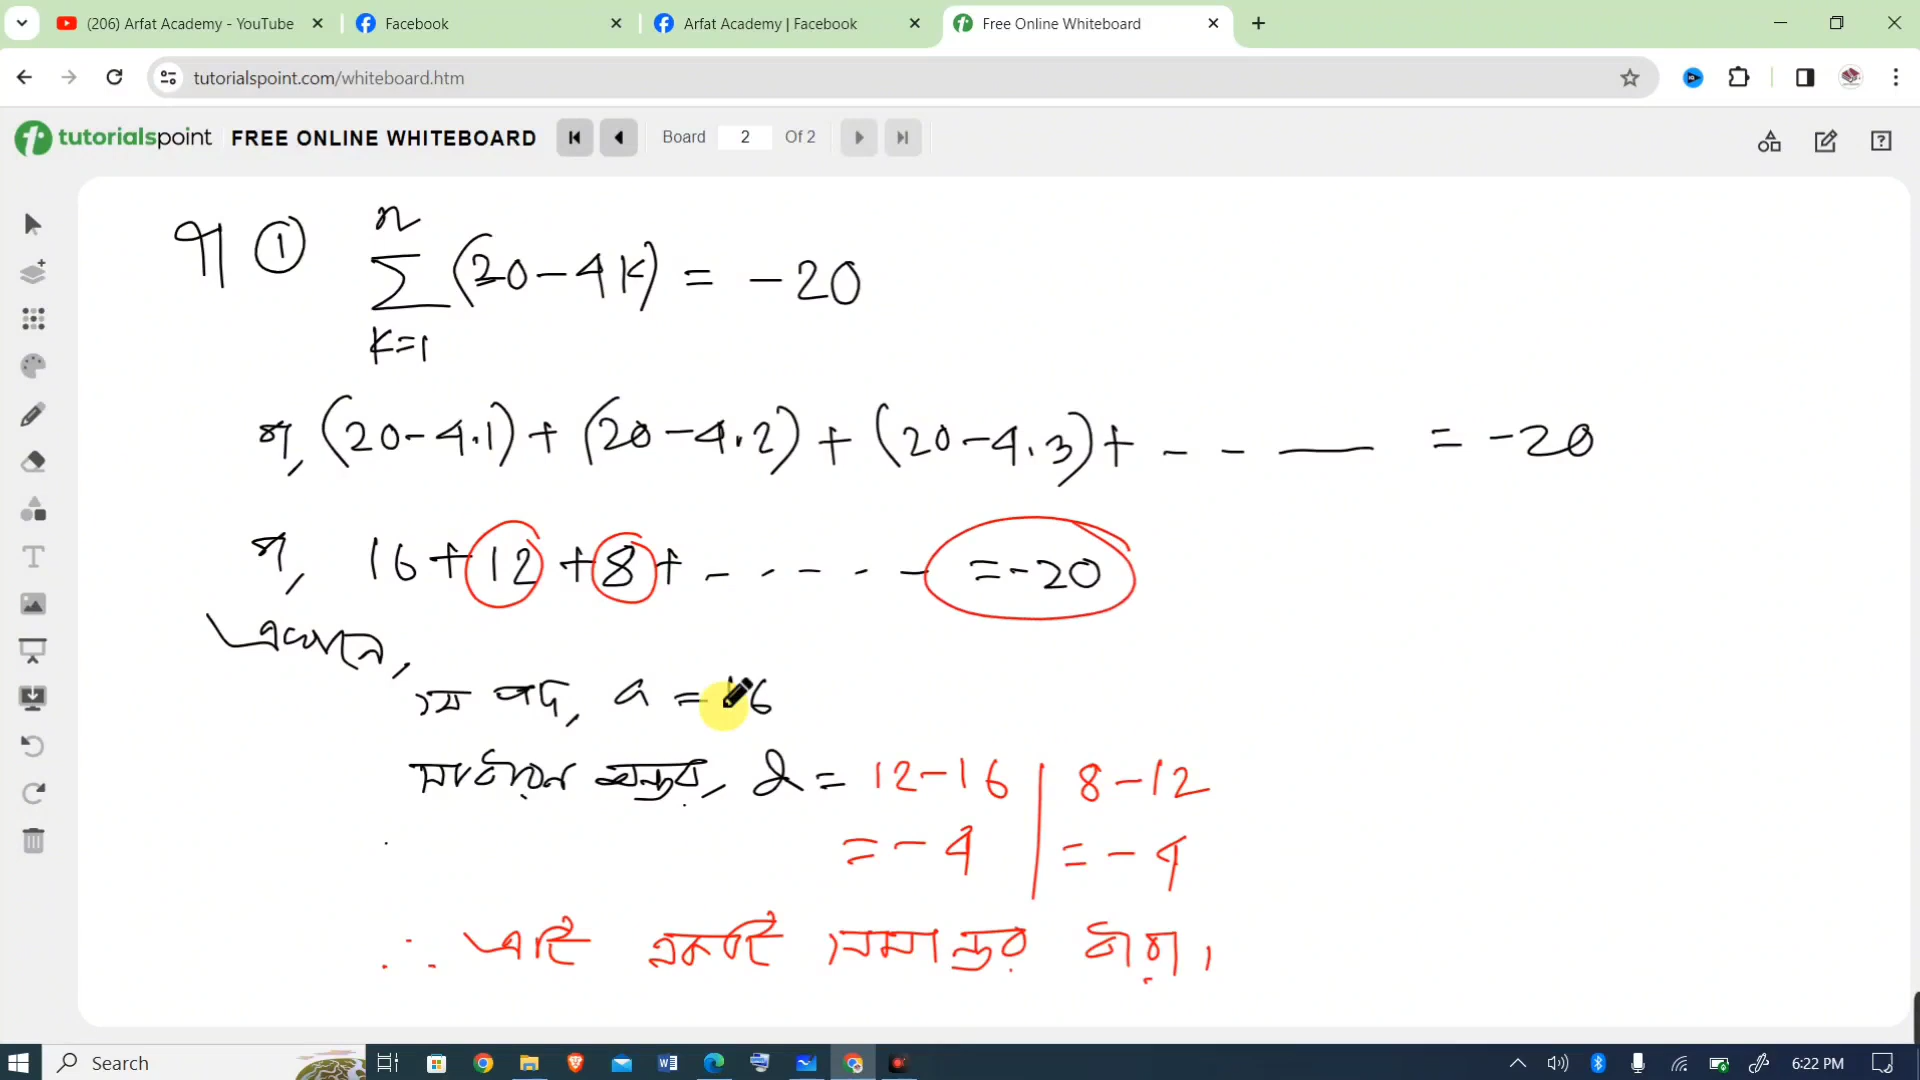 (206) Arfat Academy - YouTube
Facebook
Arfat Academy | Facebook
Free Online Whiteboard
tutorialspoint.com/whiteboard.htm
tutorialspoint FREE ONLINE WHITEBOARD Board 2 Of 2
গ ① n
∑ (20-4K) = -20
K=1
বা, (20-4.1) + (20-4.2) + (20-4.3) + - - — = -20
বা, 16+12+8+ - - - - - =-20
এখানে,
১ম পদ, a = 16
সাধারন অন্তর, d = 12-16 | 8-12
= -4 | = -4
∴ এটি একটি সমান্তর ধারা।
Search
6:22 PM